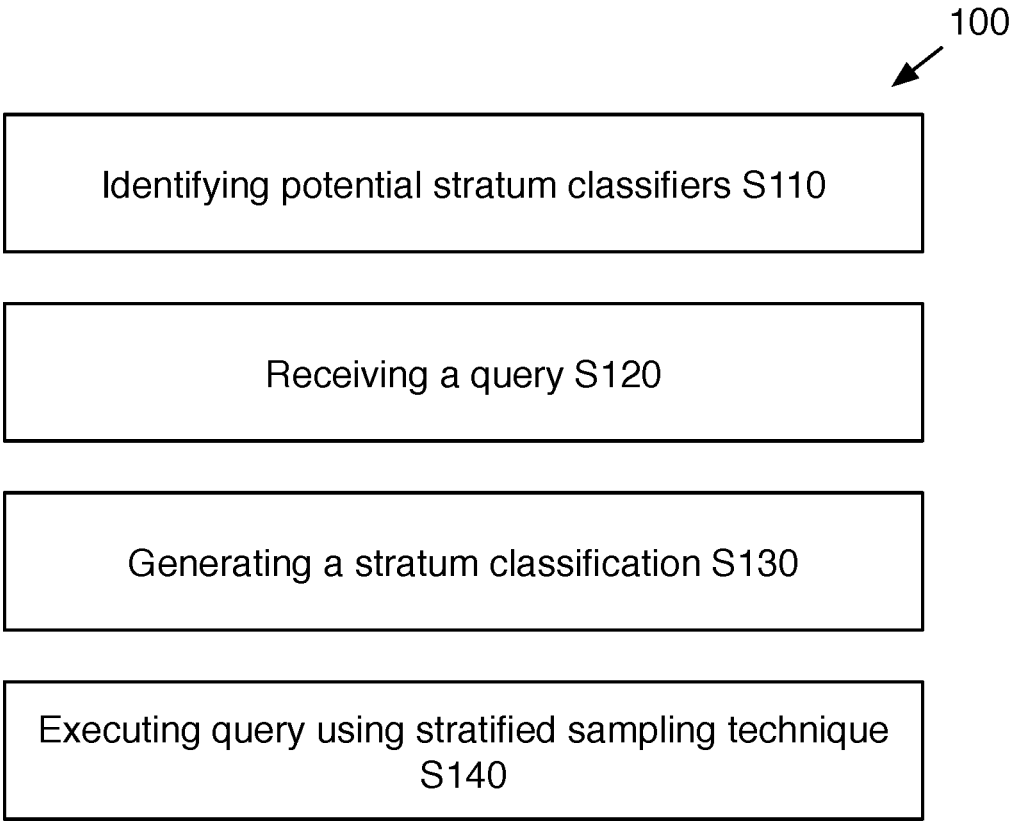 100
Identifying potential stratum classifiers S110
Receiving a query S120
Generating a stratum classification S130
Executing query using stratified sampling technique
S140